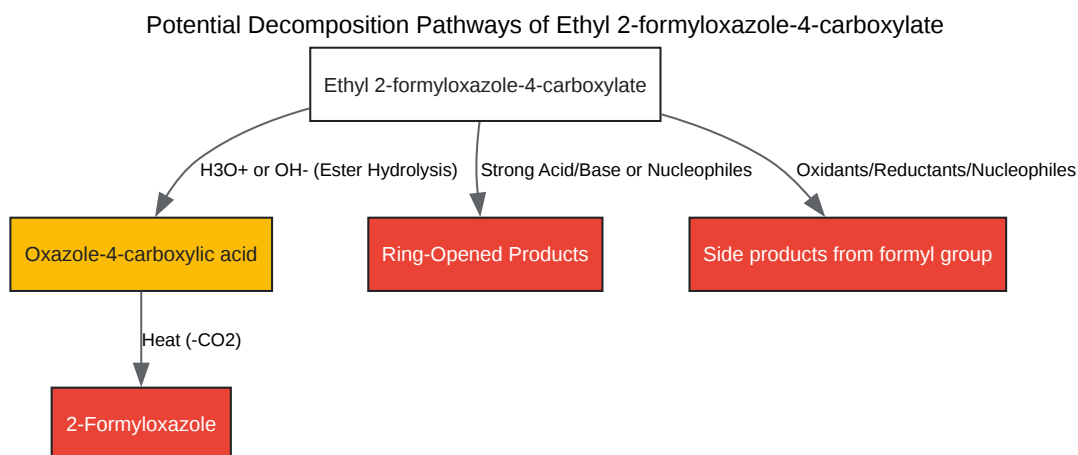 Potential Decomposition Pathways of Ethyl 2-formyloxazole-4-carboxylate
Ethyl 2-formyloxazole-4-carboxylate
H3O+ or OH- (Ester Hydrolysis)
Strong Acid/Base or Nucleophiles
Oxidants/Reductants/Nucleophiles
Oxazole-4-carboxylic acid
Ring-Opened Products
Side products from formyl group
Heat (-CO2)
2-Formyloxazole